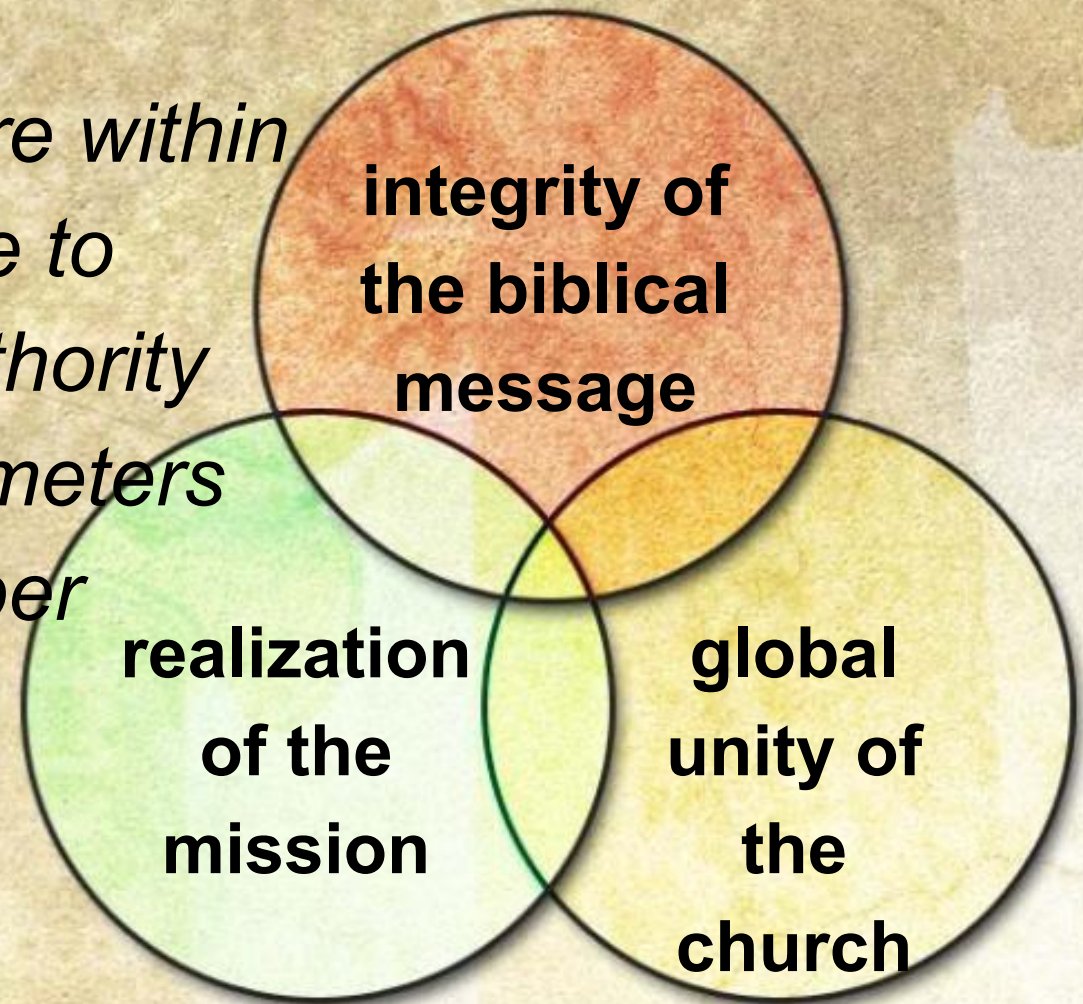 re within
e to
thority
meters
integrity of
the biblical
message
realization
of the
mission
global
unity of
the
church